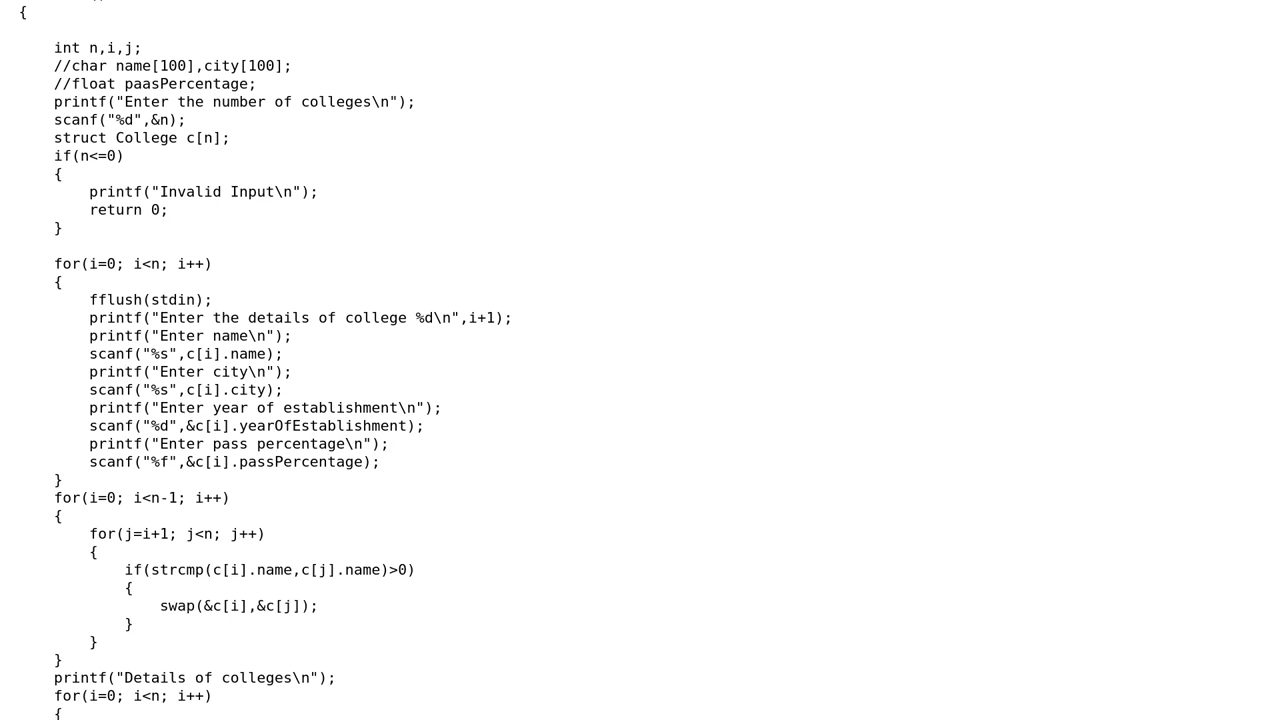 {
int n,i,j;
//char name[100],city[100];
//float paasPercentage;
printf("Enter the number of colleges\n");
scanf("%d",&n);
struct College c[n];
if(n<=0)
{
printf("Invalid Input\n");
return 0;
}
for(i=0; i<n; i++)
{
fflush(stdin);
printf("Enter the details of college %d\n",i+1);
printf("Enter name\n");
scanf("%s",c[i].name);
printf("Enter city\n");
scanf("%s",c[i].city);
printf("Enter year of establishment\n");
scanf("%d",&c[i].yearOfEstablishment);
printf("Enter pass percentage\n");
scanf("%f",&c[i].passPercentage);
}
for(i=0; i<n-1; i++)
{
for(j=i+1; j<n; j++)
{
if(strcmp(c[i].name,c[j].name)>0)
{
swap(&c[i],&c[j]);
}
}
}
printf("Details of colleges\n");
for(i=0; i<n; i++)
{